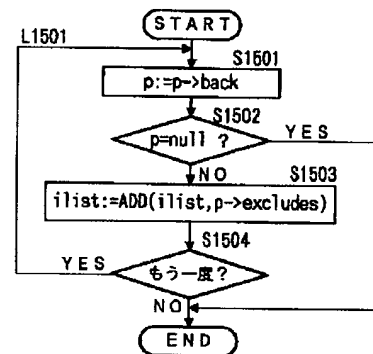 START
L1501
S1501
p:=p->back
S1502
p=null ?
YES
NO
S1503
ilist:=ADD(ilist,p->excludes)
S1504
YES
もう一度?
NO
END